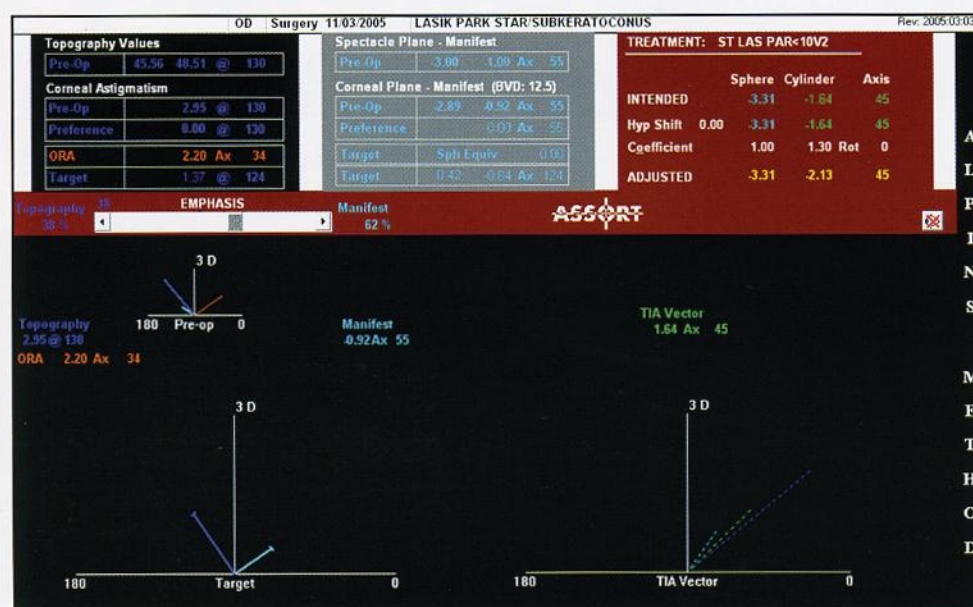 OD Surgery 11/03/2005 LASIK PARK STAR/SUBKERATOCONUS Rev: 2005:03:03
Topography Values
Pre-Op 45.56 48.51 @ 130
Corneal Astigmatism
Pre-Op 2.95 @ 130
Preference 0.00 @ 130
ORA 2.20 Ax 34
Target 1.37 @ 124
Spectacle Plane - Manifest
Pre-Op -3.00 -1.00 Ax 55
Corneal Plane - Manifest (BVD: 12.5)
Pre-Op -2.89 -0.92 Ax 55
Preference 0.00 Ax 55
Target Sph Equiv 0.00
Target 0.42 -0.84 Ax 124
TREATMENT: ST LAS PAR<10V2
Sphere Cylinder Axis
INTENDED -3.31 -1.64 45
Hyp Shift 0.00 -3.31 -1.64 45
Coefficient 1.00 1.30 Rot 0
ADJUSTED -3.31 -2.13 45
Topography 38
38 %
EMPHASIS
Manifest
62 %
ASSORT
3 D
180 Pre-op 0
Topography
2.95 @ 130
ORA 2.20 Ax 34
Manifest
-0.92 Ax 55
TIA Vector
1.64 Ax 45
3 D
180 Target 0
3 D
180 TIA Vector 0
ALPINS METHOD